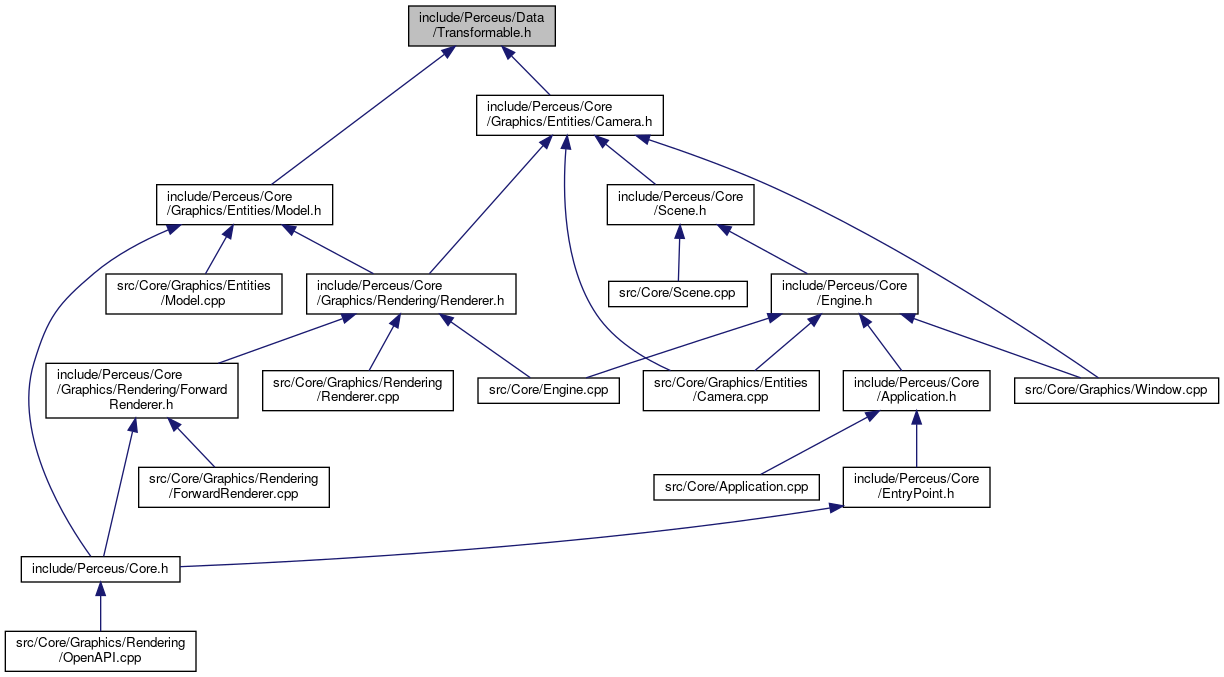 include/Perceus/Data
/Transformable.h
include/Perceus/Core
/Graphics/Entities/Camera.h
include/Perceus/Core
/Graphics/Entities/Model.h
include/Perceus/Core
/Scene.h
src/Core/Graphics/Entities
/Model.cpp
include/Perceus/Core
/Graphics/Rendering/Renderer.h
src/Core/Scene.cpp
include/Perceus/Core
/Engine.h
include/Perceus/Core
/Graphics/Rendering/Forward
Renderer.h
src/Core/Graphics/Rendering
/Renderer.cpp
src/Core/Engine.cpp
src/Core/Graphics/Entities
/Camera.cpp
include/Perceus/Core
/Application.h
src/Core/Graphics/Window.cpp
src/Core/Graphics/Rendering
/ForwardRenderer.cpp
src/Core/Application.cpp
include/Perceus/Core
/EntryPoint.h
include/Perceus/Core.h
src/Core/Graphics/Rendering
/OpenAPI.cpp